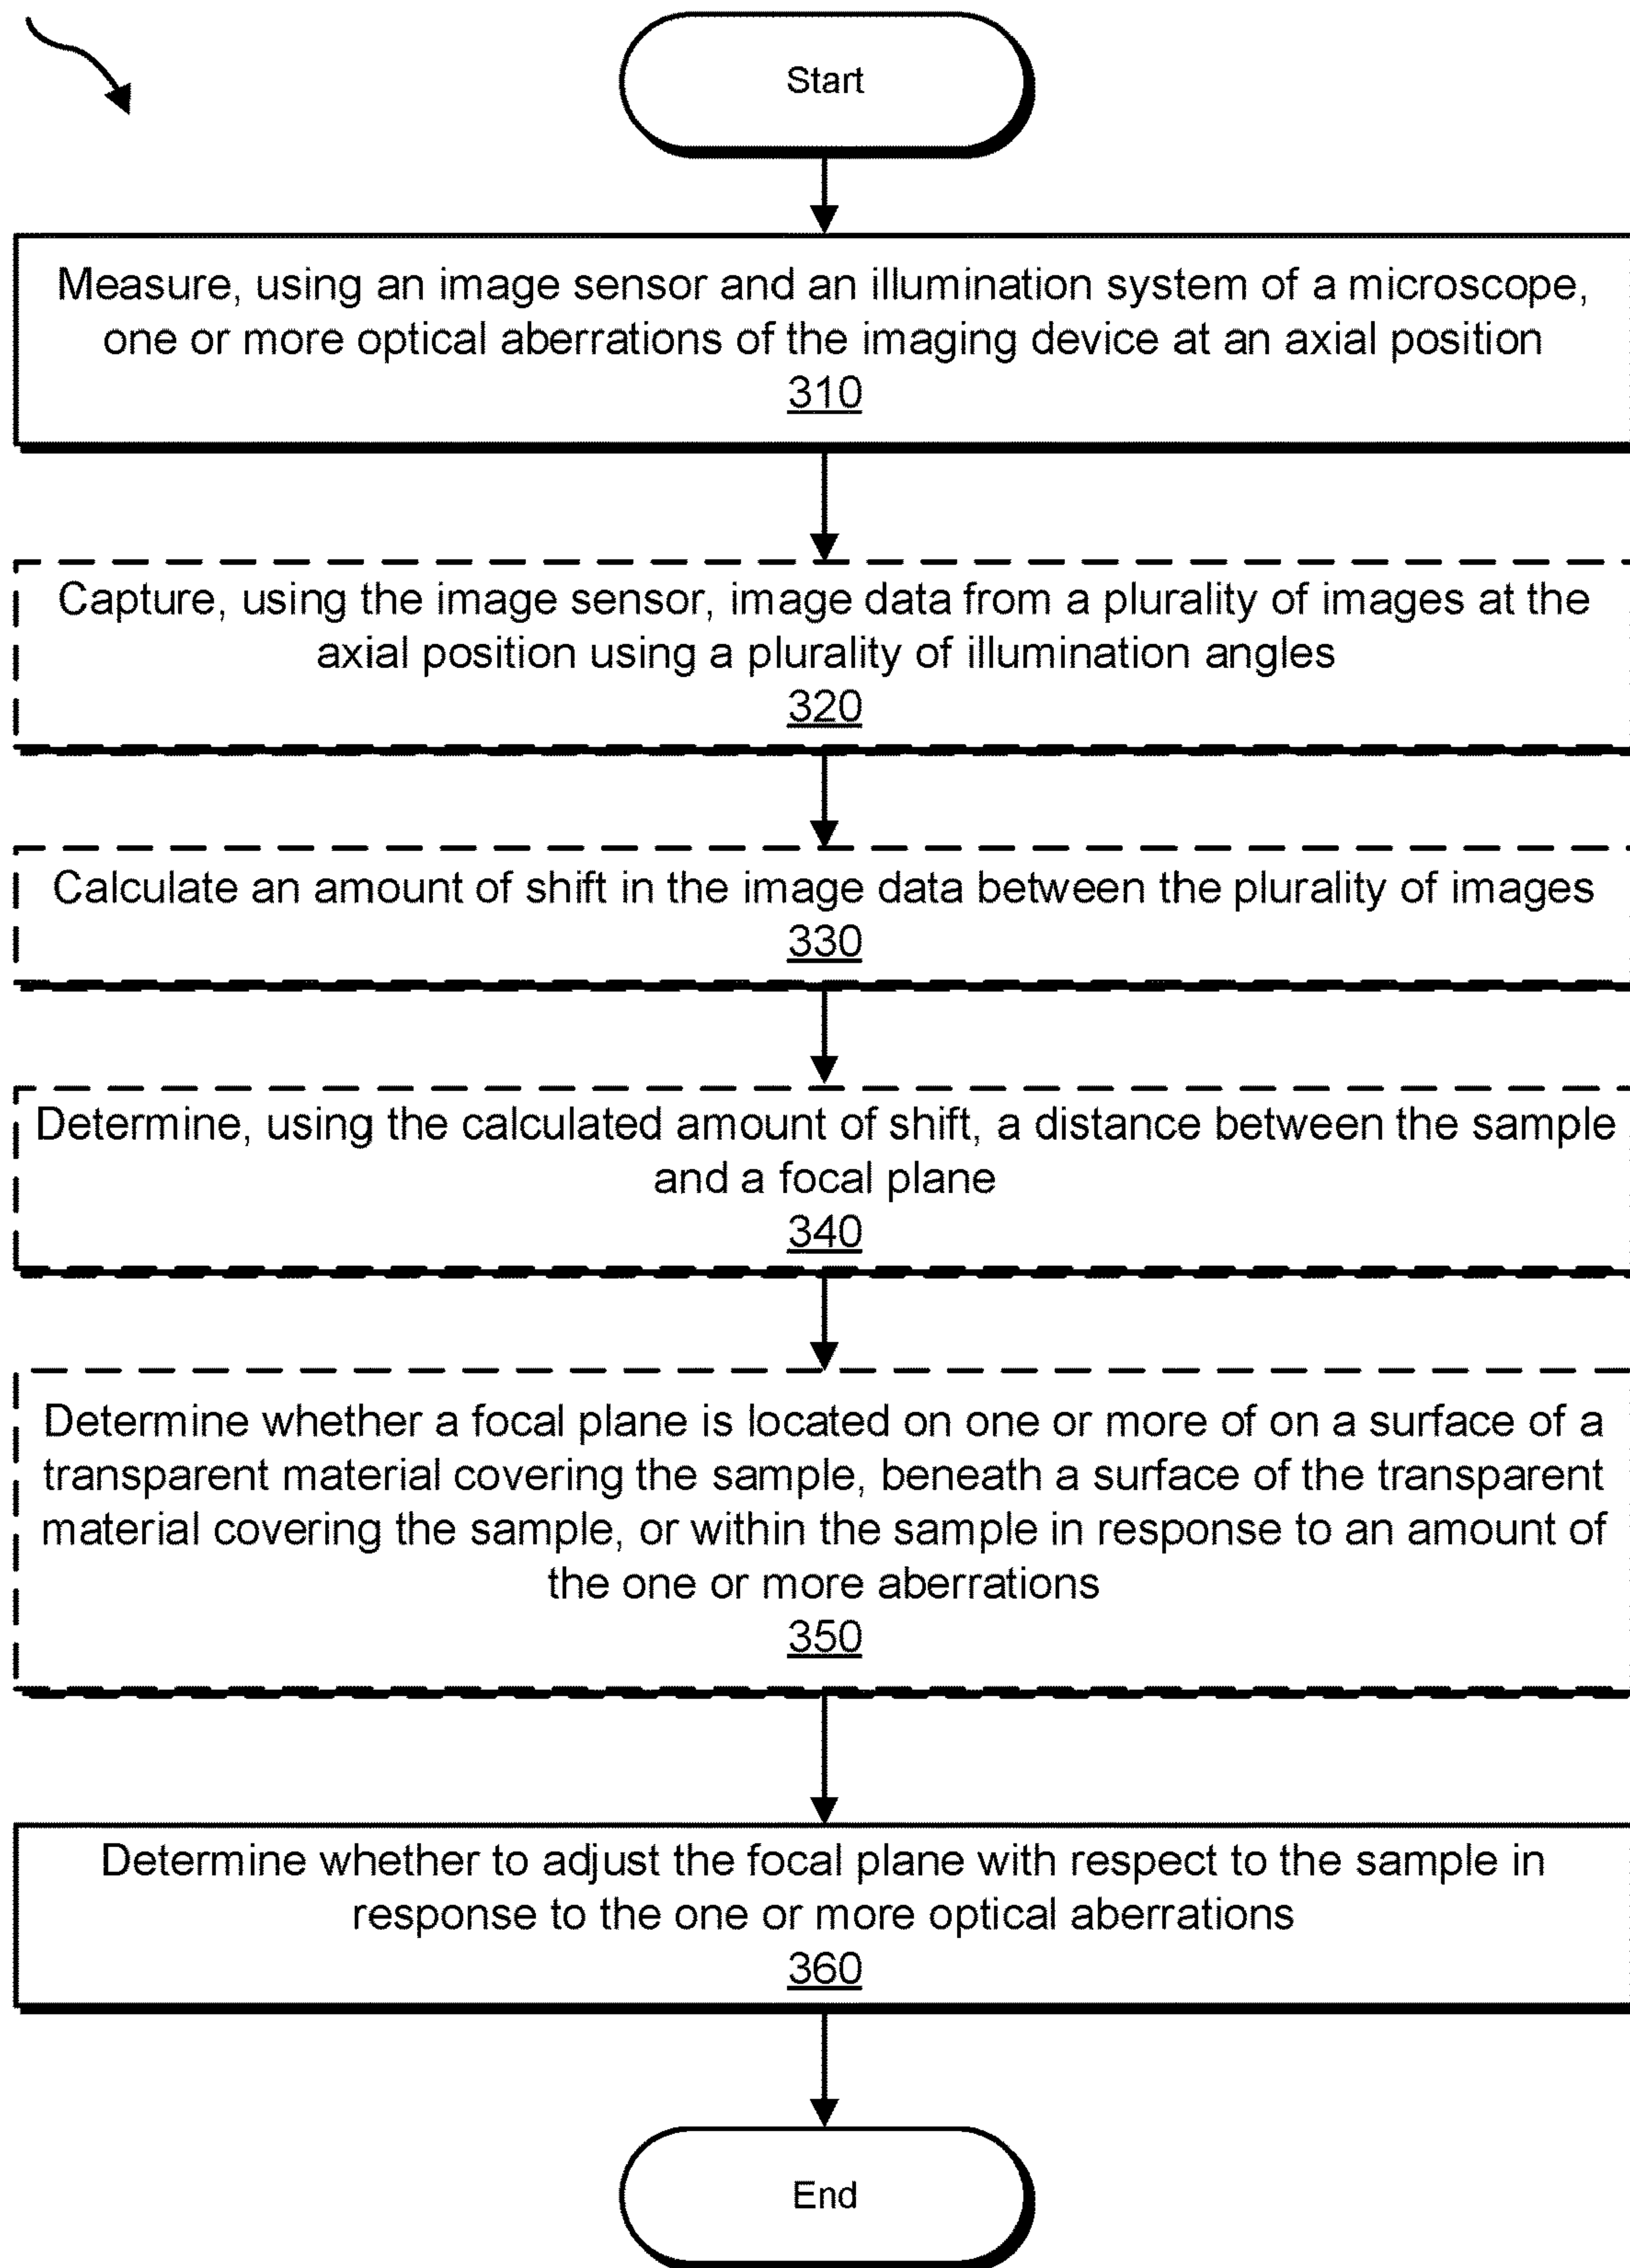 Start
Measure, using an image sensor and an illumination system of a microscope,
one or more optical aberrations of the imaging device at an axial position
310
Capture, using the image sensor, image data from a plurality of images at the
axial position using a plurality of illumination angles
320
Calculate an amount of shift in the image data between the plurality of images
330
Determine, using the calculated amount of shift, a distance between the sample
and a focal plane
340
Determine whether a focal plane is located on one or more of on a surface of a
transparent material covering the sample, beneath a surface of the transparent
material covering the sample, or within the sample in response to an amount of
the one or more aberrations
350
Determine whether to adjust the focal plane with respect to the sample in
response to the one or more optical aberrations
360
End